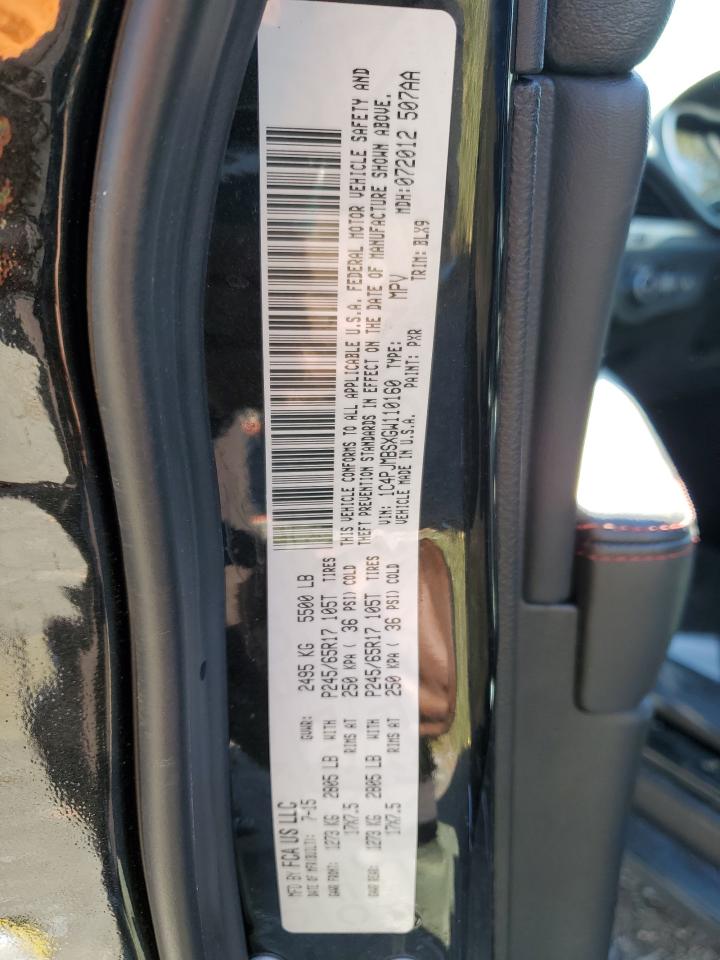 MFD BY FCA US LLC
DATE OF MFR(BUILT): 7-15 GVWR: 2495 KG 5500 LB
GAWR FRONT: 1273 KG 2805 LB WITH P245/65R17 105T TIRES
17X7.5 RIMS AT 250 KPA ( 36 PSI) COLD
GAWR REAR: 1273 KG 2805 LB WITH P245/65R17 105T TIRES
17X7.5 RIMS AT 250 KPA ( 36 PSI) COLD
THIS VEHICLE CONFORMS TO ALL APPLICABLE U.S.A. FEDERAL MOTOR VEHICLE SAFETY AND
THEFT PREVENTION STANDARDS IN EFFECT ON THE DATE OF MANUFACTURE SHOWN ABOVE.
VIN: 1C4PJMBSXGW110160 TYPE: MPV MDH: 072012 507AA
VEHICLE MADE IN U.S.A. PAINT: PXR TRIM: BLX9